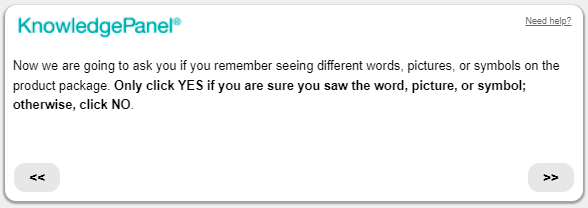 KnowledgePanel®
Need help?
Now we are going to ask you if you remember seeing different words, pictures, or symbols on the
product package. Only click YES if you are sure you saw the word, picture, or symbol;
otherwise, click NO.
<< >>